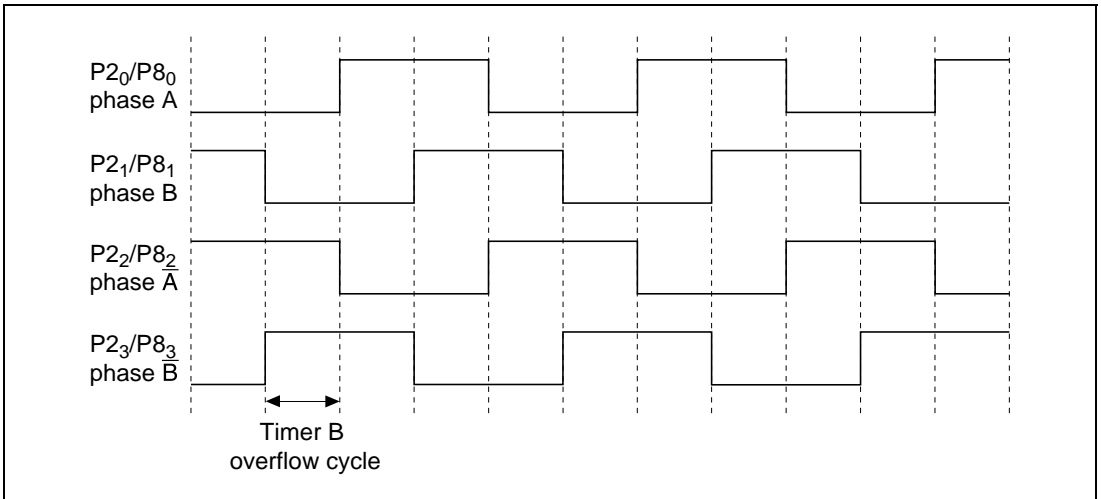 P2₀/P8₀
phase A
P2₁/P8₁
phase B
P2₂/P8₂
phase A̅
P2₃/P8₃
phase B̅
Timer B
overflow cycle